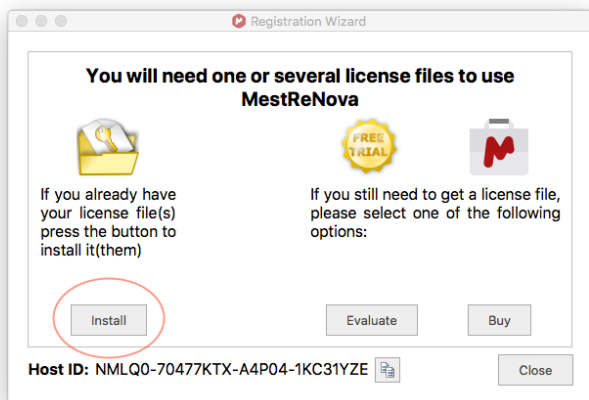 Registration Wizard
You will need one or several license files to use
MestReNova
FREE
TRIAL
If you already have
your license file(s)
press the button to
install it(them)
If you still need to get a license file,
please select one of the following
options:
Install
Evaluate
Buy
Host ID: NMLQ0-70477KTX-A4P04-1KC31YZE
Close